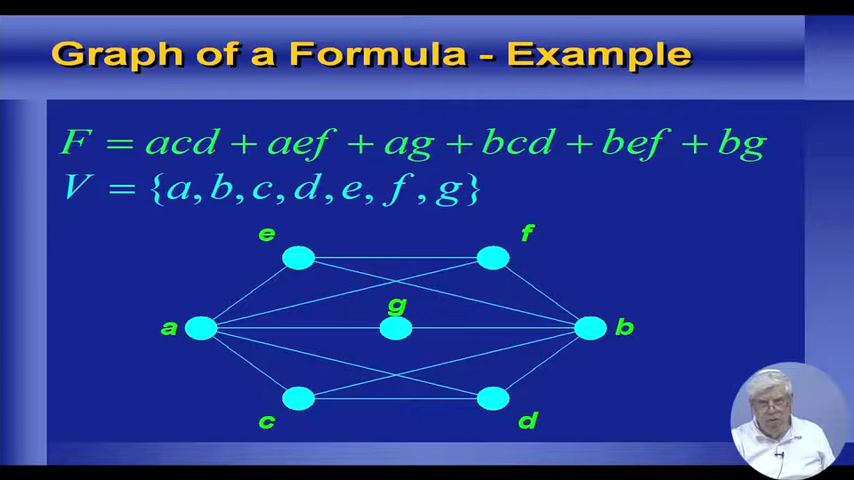 Graph of a Formula - Example
F = acd + aef + ag + bcd + bef + bg
V = {a, b, c, d, e, f, g}
e
f
g
a
b
c
d